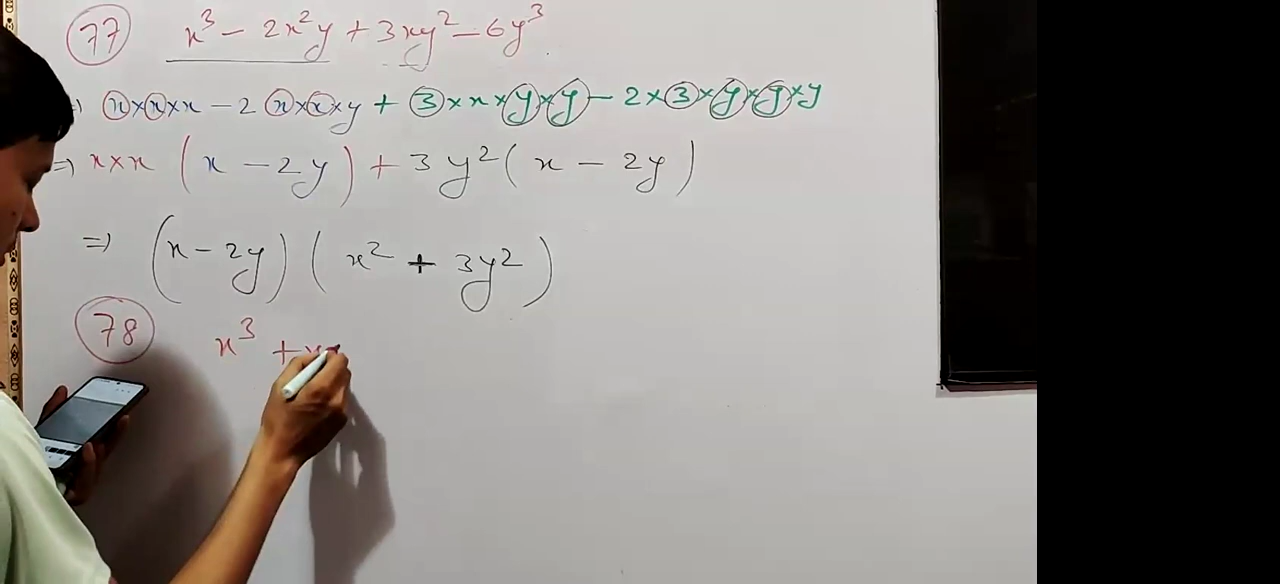 77 x³ - 2x²y + 3xy² - 6y³
⇒ x×x×x - 2 x×x×y + 3×x×y×y - 2×3×y×y×y
⇒ x×x (x - 2y) + 3y² (x - 2y)
⇒ (x - 2y) (x² + 3y²)
78 x³ + x